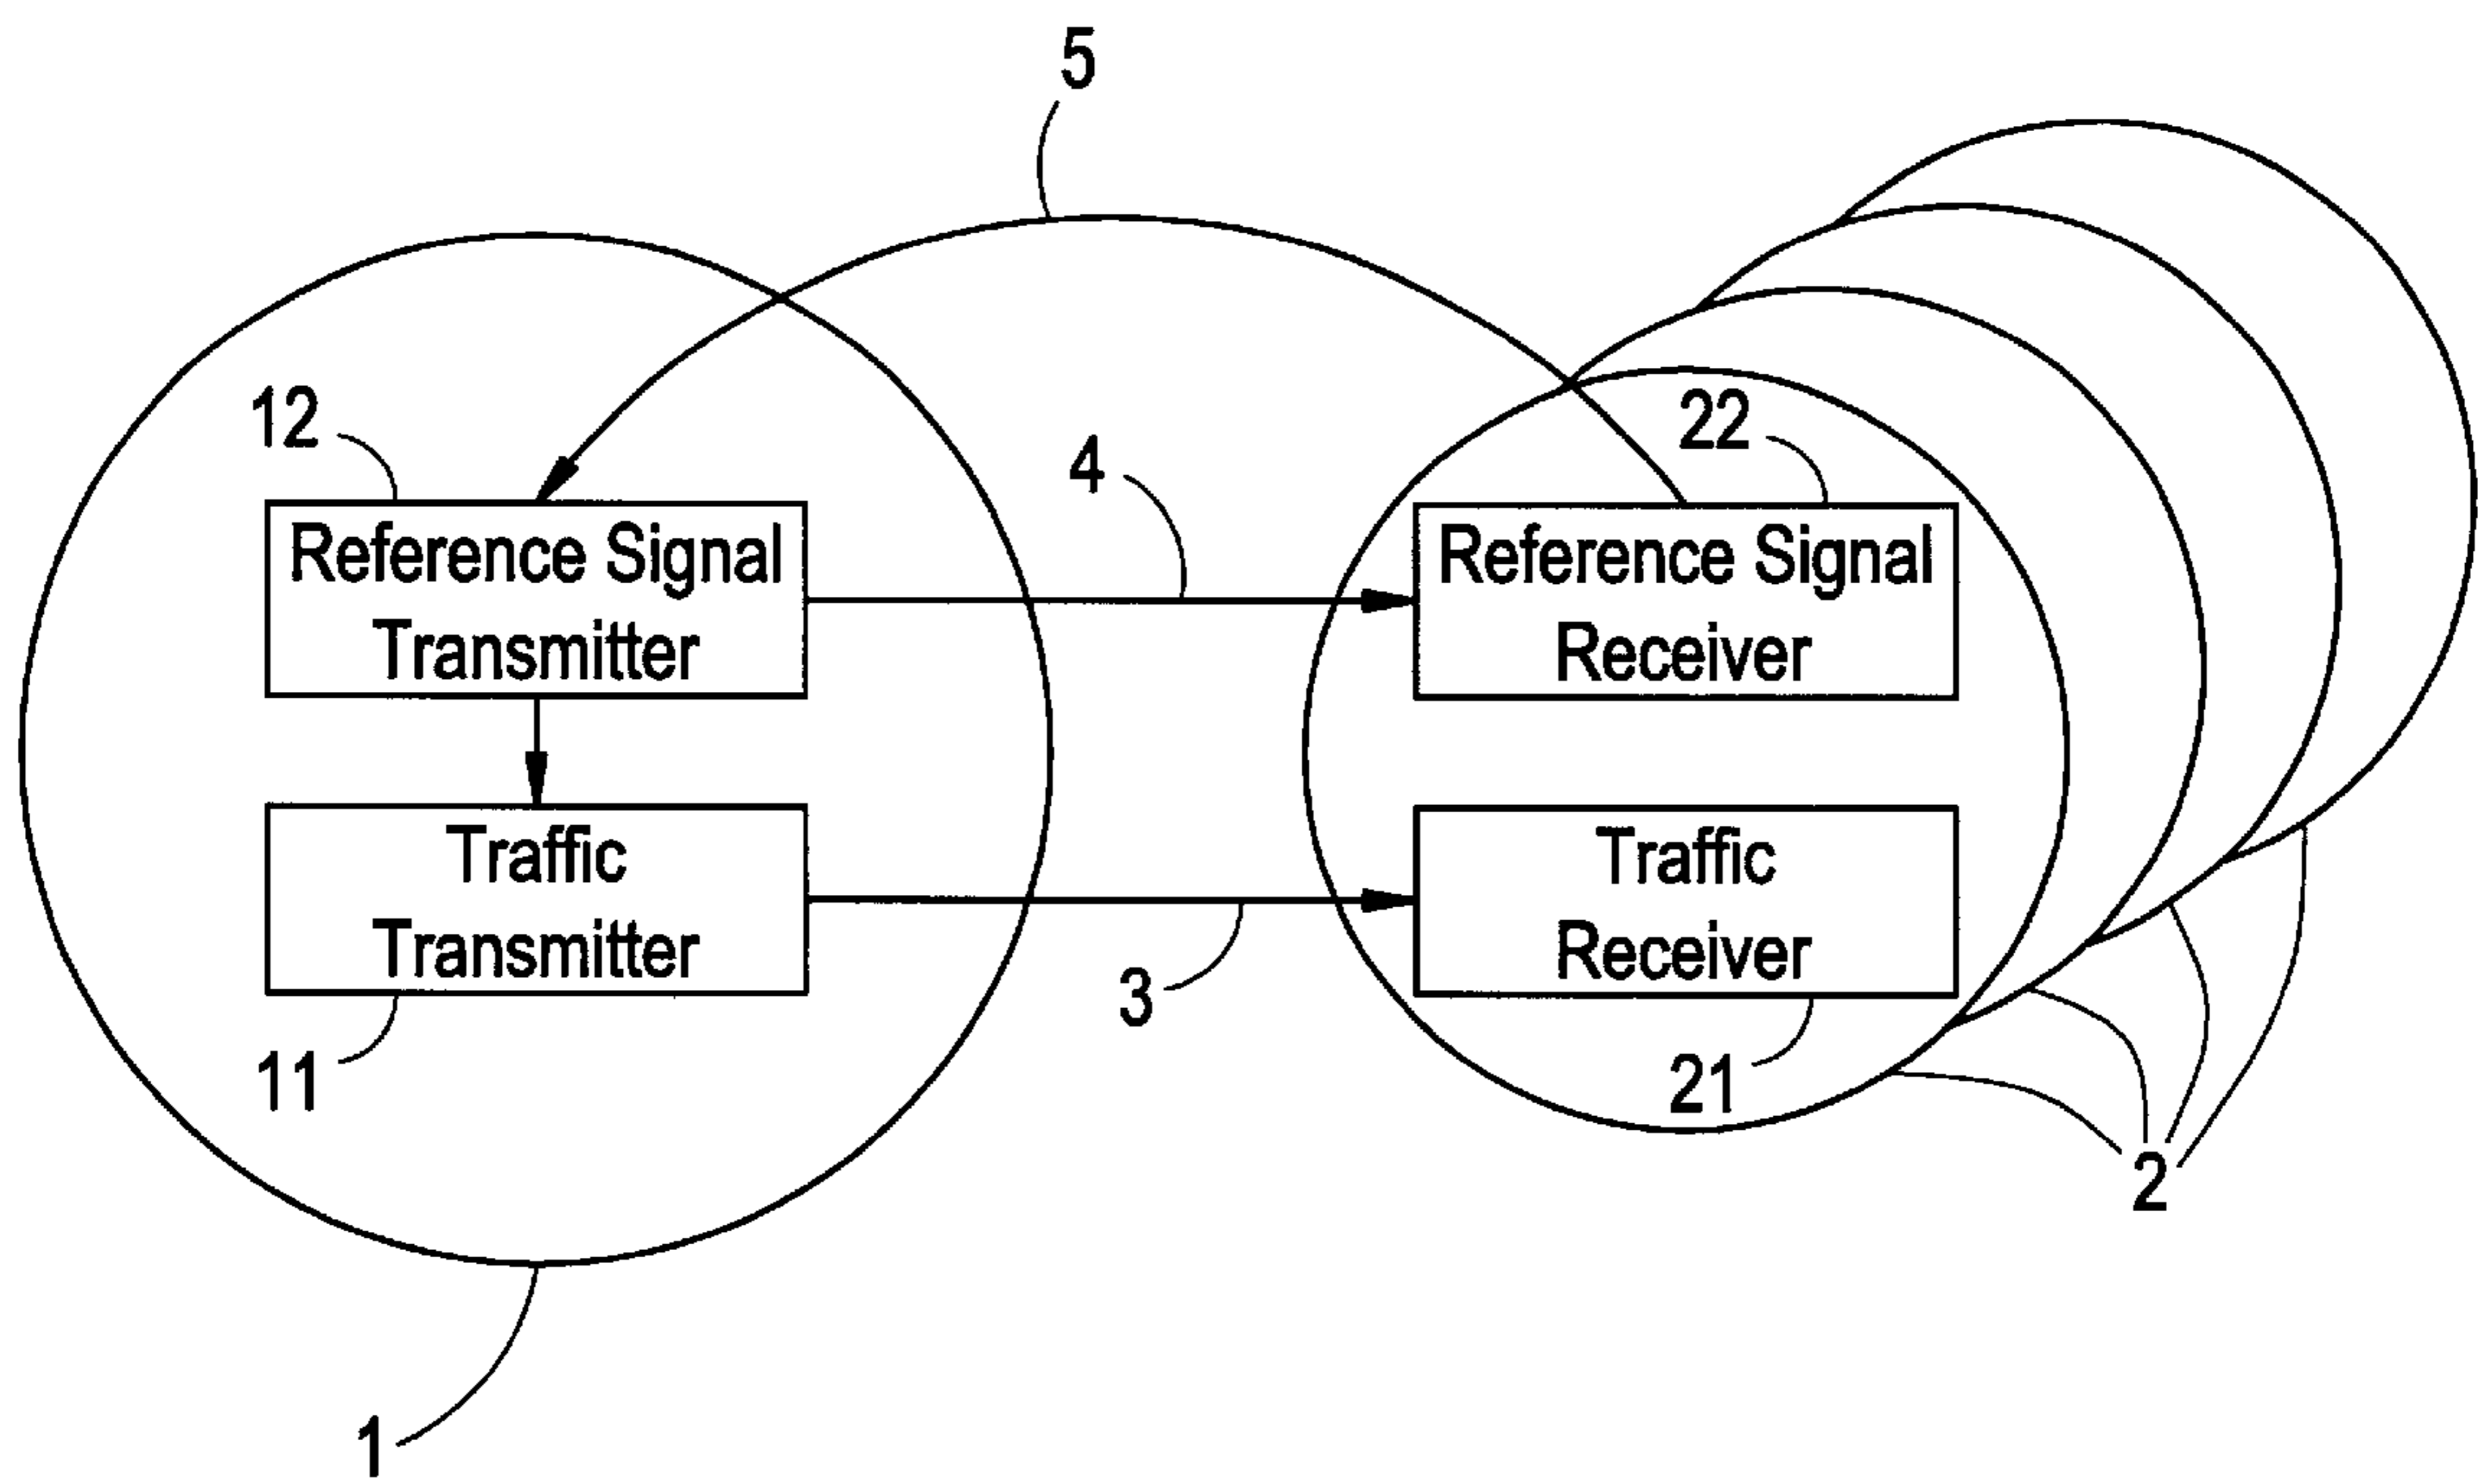 5
12
22
4
Reference Signal
Transmitter
Reference Signal
Receiver
Traffic
Transmitter
Traffic
Receiver
3
11
21
2
1